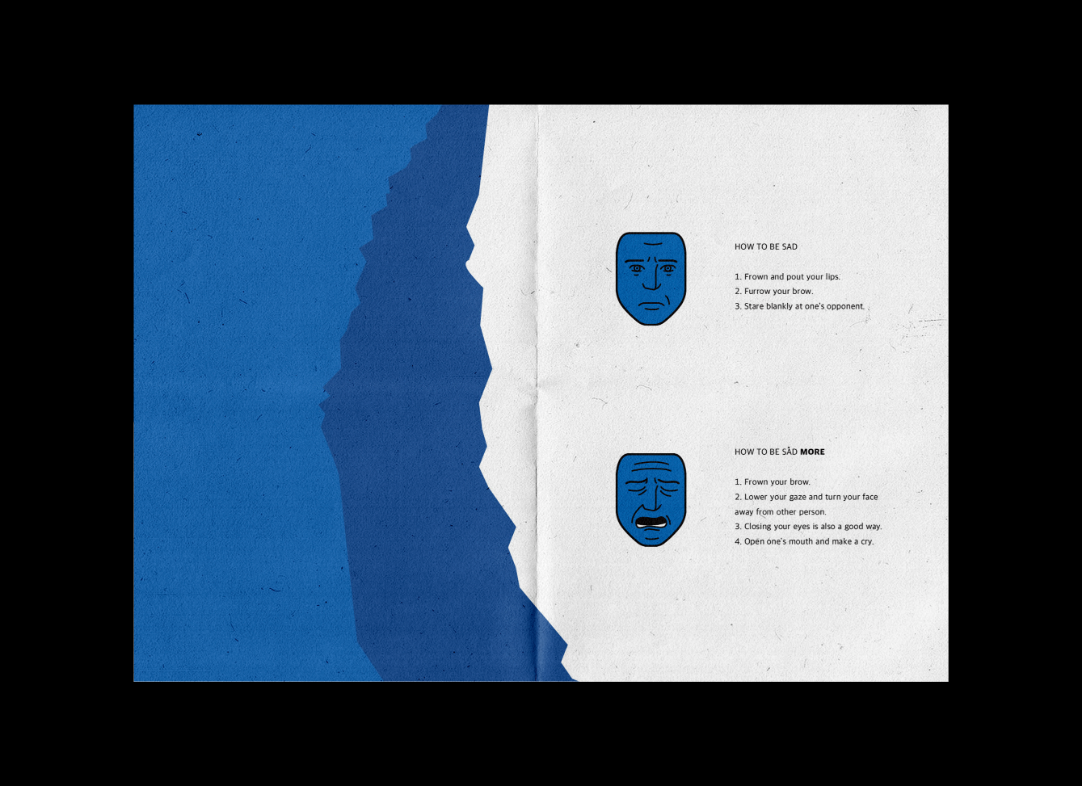 HOW TO BE SAD
1. Frown and pout your lips.
2. Furrow your brow.
3. Stare blankly at one's opponent.
HOW TO BE SÅD MORE
1. Frown your brow.
2. Lower your gaze and turn your face
away from other person.
3. Closing your eyes is also a good way.
4. Open one's mouth and make a cry.